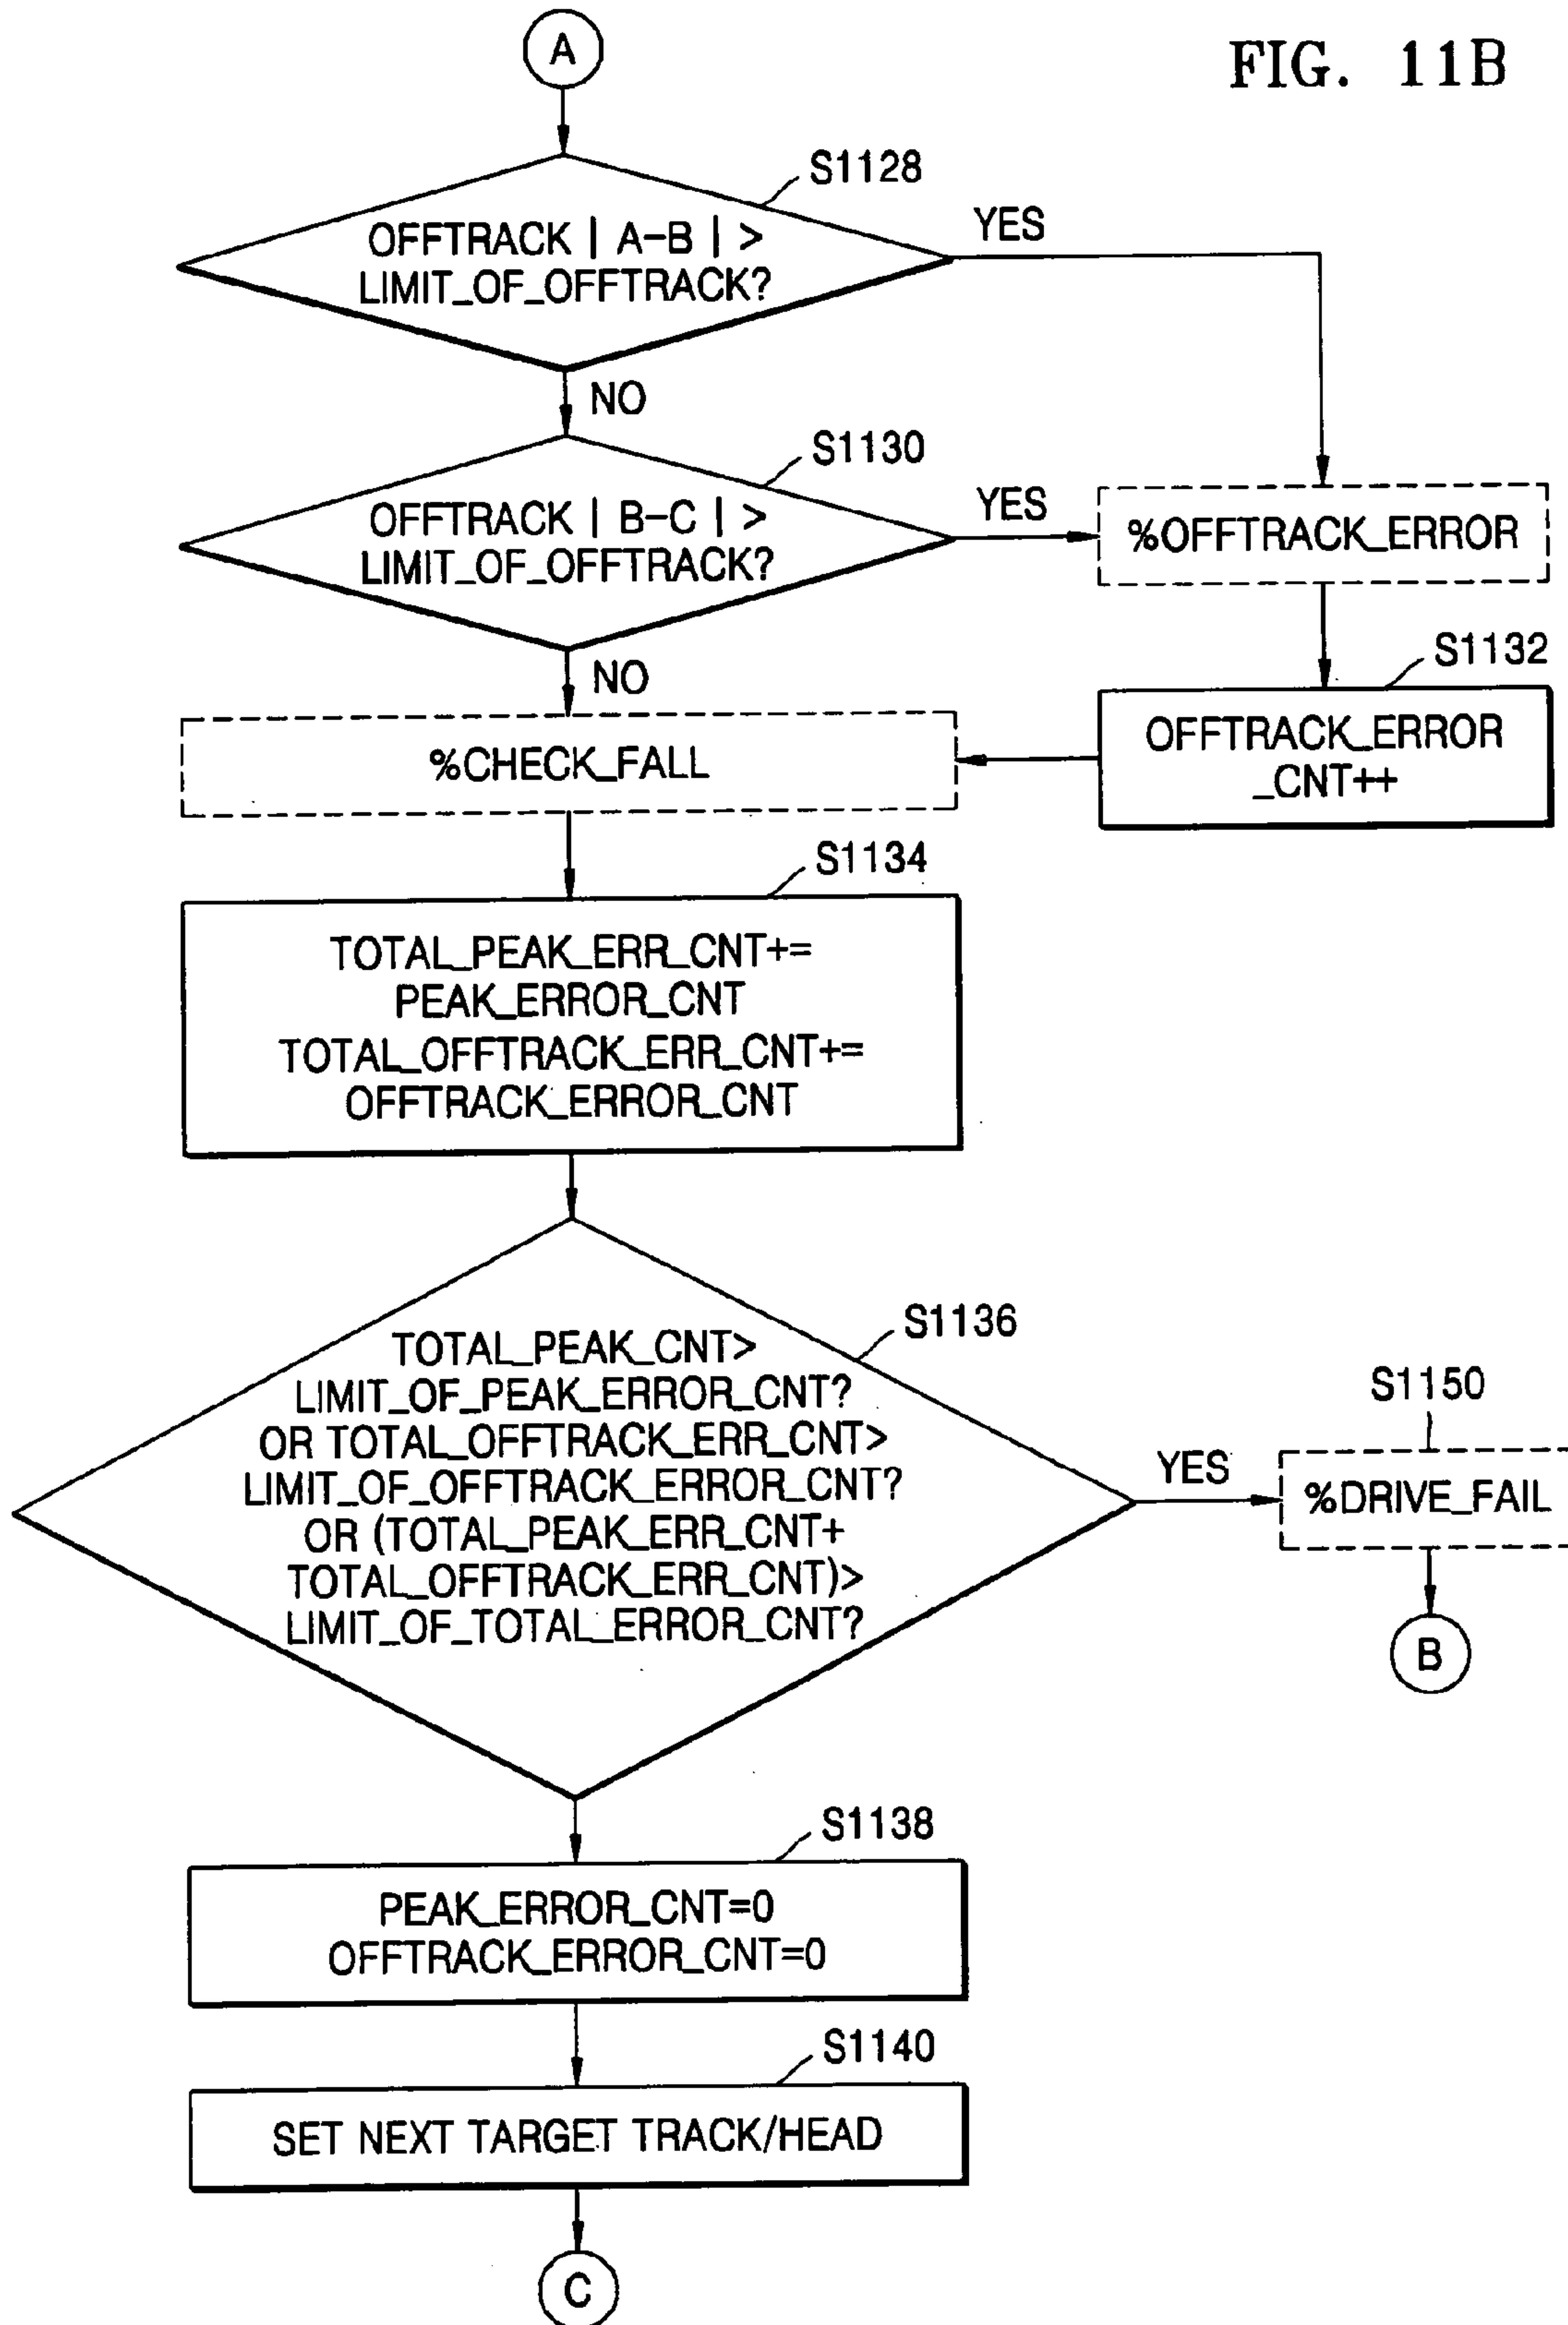 A
FIG. 11B
S1128
OFFTRACK | A-B | >
LIMIT_OF_OFFTRACK?
YES
NO
S1130
OFFTRACK | B-C | >
LIMIT_OF_OFFTRACK?
YES
%OFFTRACK_ERROR
NO
S1132
OFFTRACK_ERROR
_CNT++
%CHECK_FALL
S1134
TOTAL_PEAK_ERR_CNT+=
PEAK_ERROR_CNT
TOTAL_OFFTRACK_ERR_CNT+=
OFFTRACK_ERROR_CNT
S1136
TOTAL_PEAK_CNT>
LIMIT_OF_PEAK_ERROR_CNT?
OR TOTAL_OFFTRACK_ERR_CNT>
LIMIT_OF_OFFTRACK_ERROR_CNT?
OR (TOTAL_PEAK_ERR_CNT+
TOTAL_OFFTRACK_ERR_CNT)>
LIMIT_OF_TOTAL_ERROR_CNT?
YES
S1150
%DRIVE_FAIL
B
S1138
PEAK_ERROR_CNT=0
OFFTRACK_ERROR_CNT=0
S1140
SET NEXT TARGET TRACK/HEAD
C